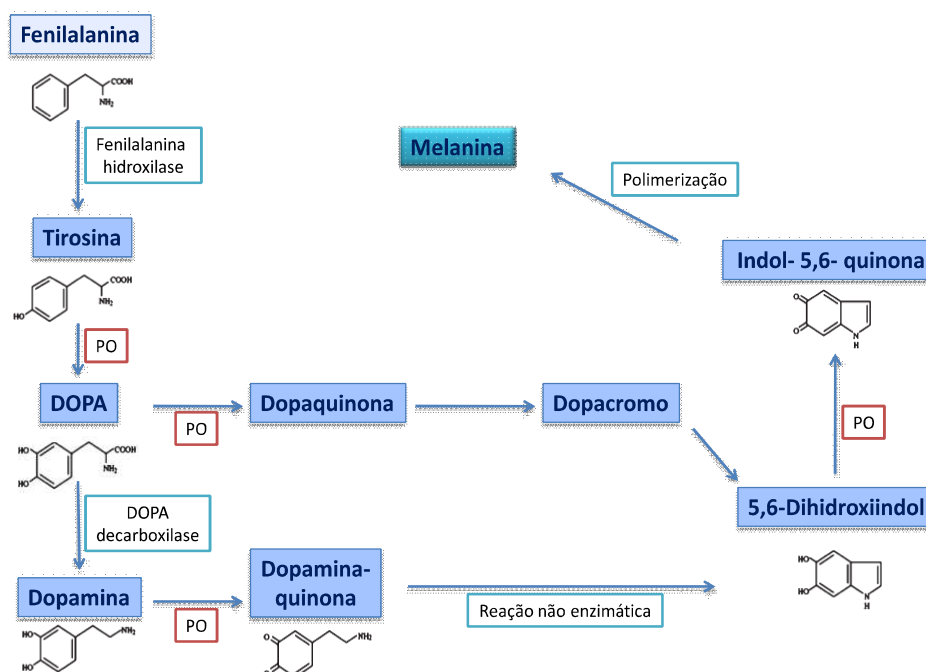 Fenilalanina
COOH
NH₂
Fenilalanina
hidroxilase
Melanina
Polimerização
Tirosina
COOH
NH₂
HO
Indol- 5,6- quinona
O
O
N
H
PO
DOPA
PO
Dopaquinona
Dopacromo
PO
HO
COOH
NH₂
HO
5,6-Dihidroxiindol
DOPA
decarboxilase
HO
HO
N
H
Dopamina
PO
Dopamina-
quinona
Reação não enzimática
HO
NH₂
HO
O
NH₂
O